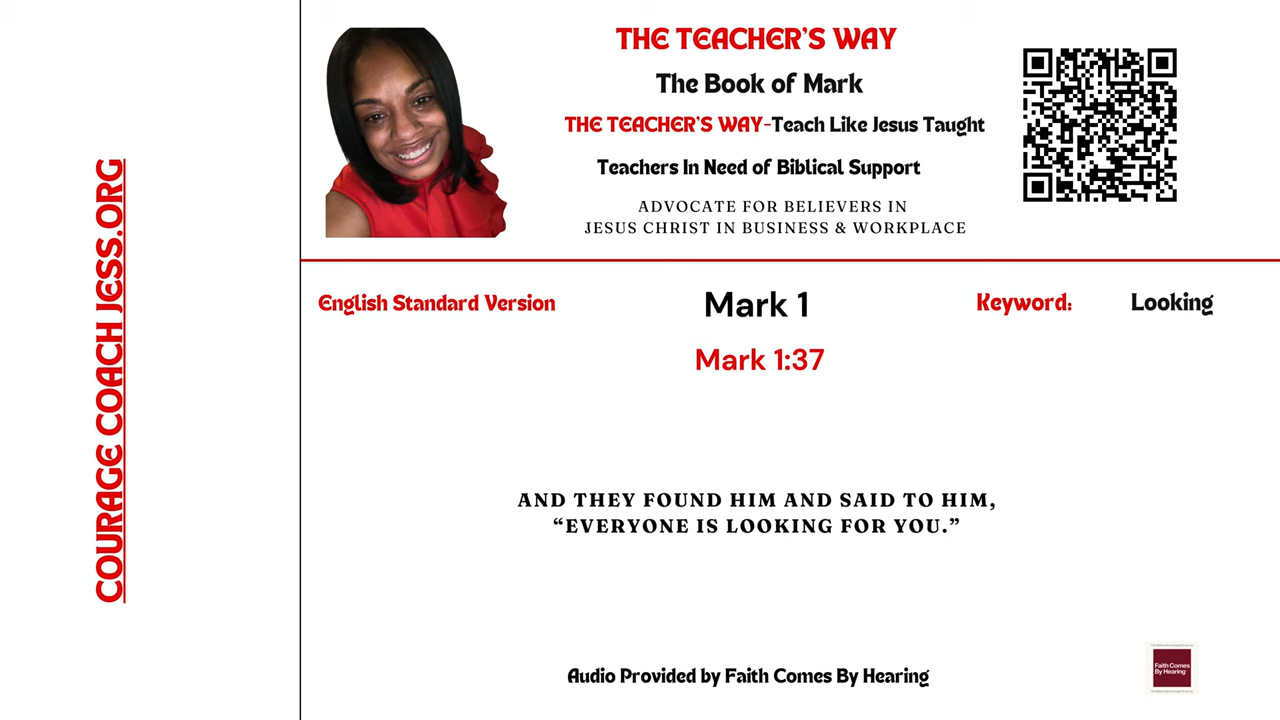 COURAGE COACH JESS.ORG
THE TEACHER'S WAY
The Book of Mark
THE TEACHER'S WAY-Teach Like Jesus Taught
Teachers In Need of Biblical Support
ADVOCATE FOR BELIEVERS IN
JESUS CHRIST IN BUSINESS & WORKPLACE
English Standard Version
Mark 1
Keyword:
Looking
Mark 1:37
AND THEY FOUND HIM AND SAID TO HIM,
“EVERYONE IS LOOKING FOR YOU.”
Audio Provided by Faith Comes By Hearing
Faith Comes
By Hearing